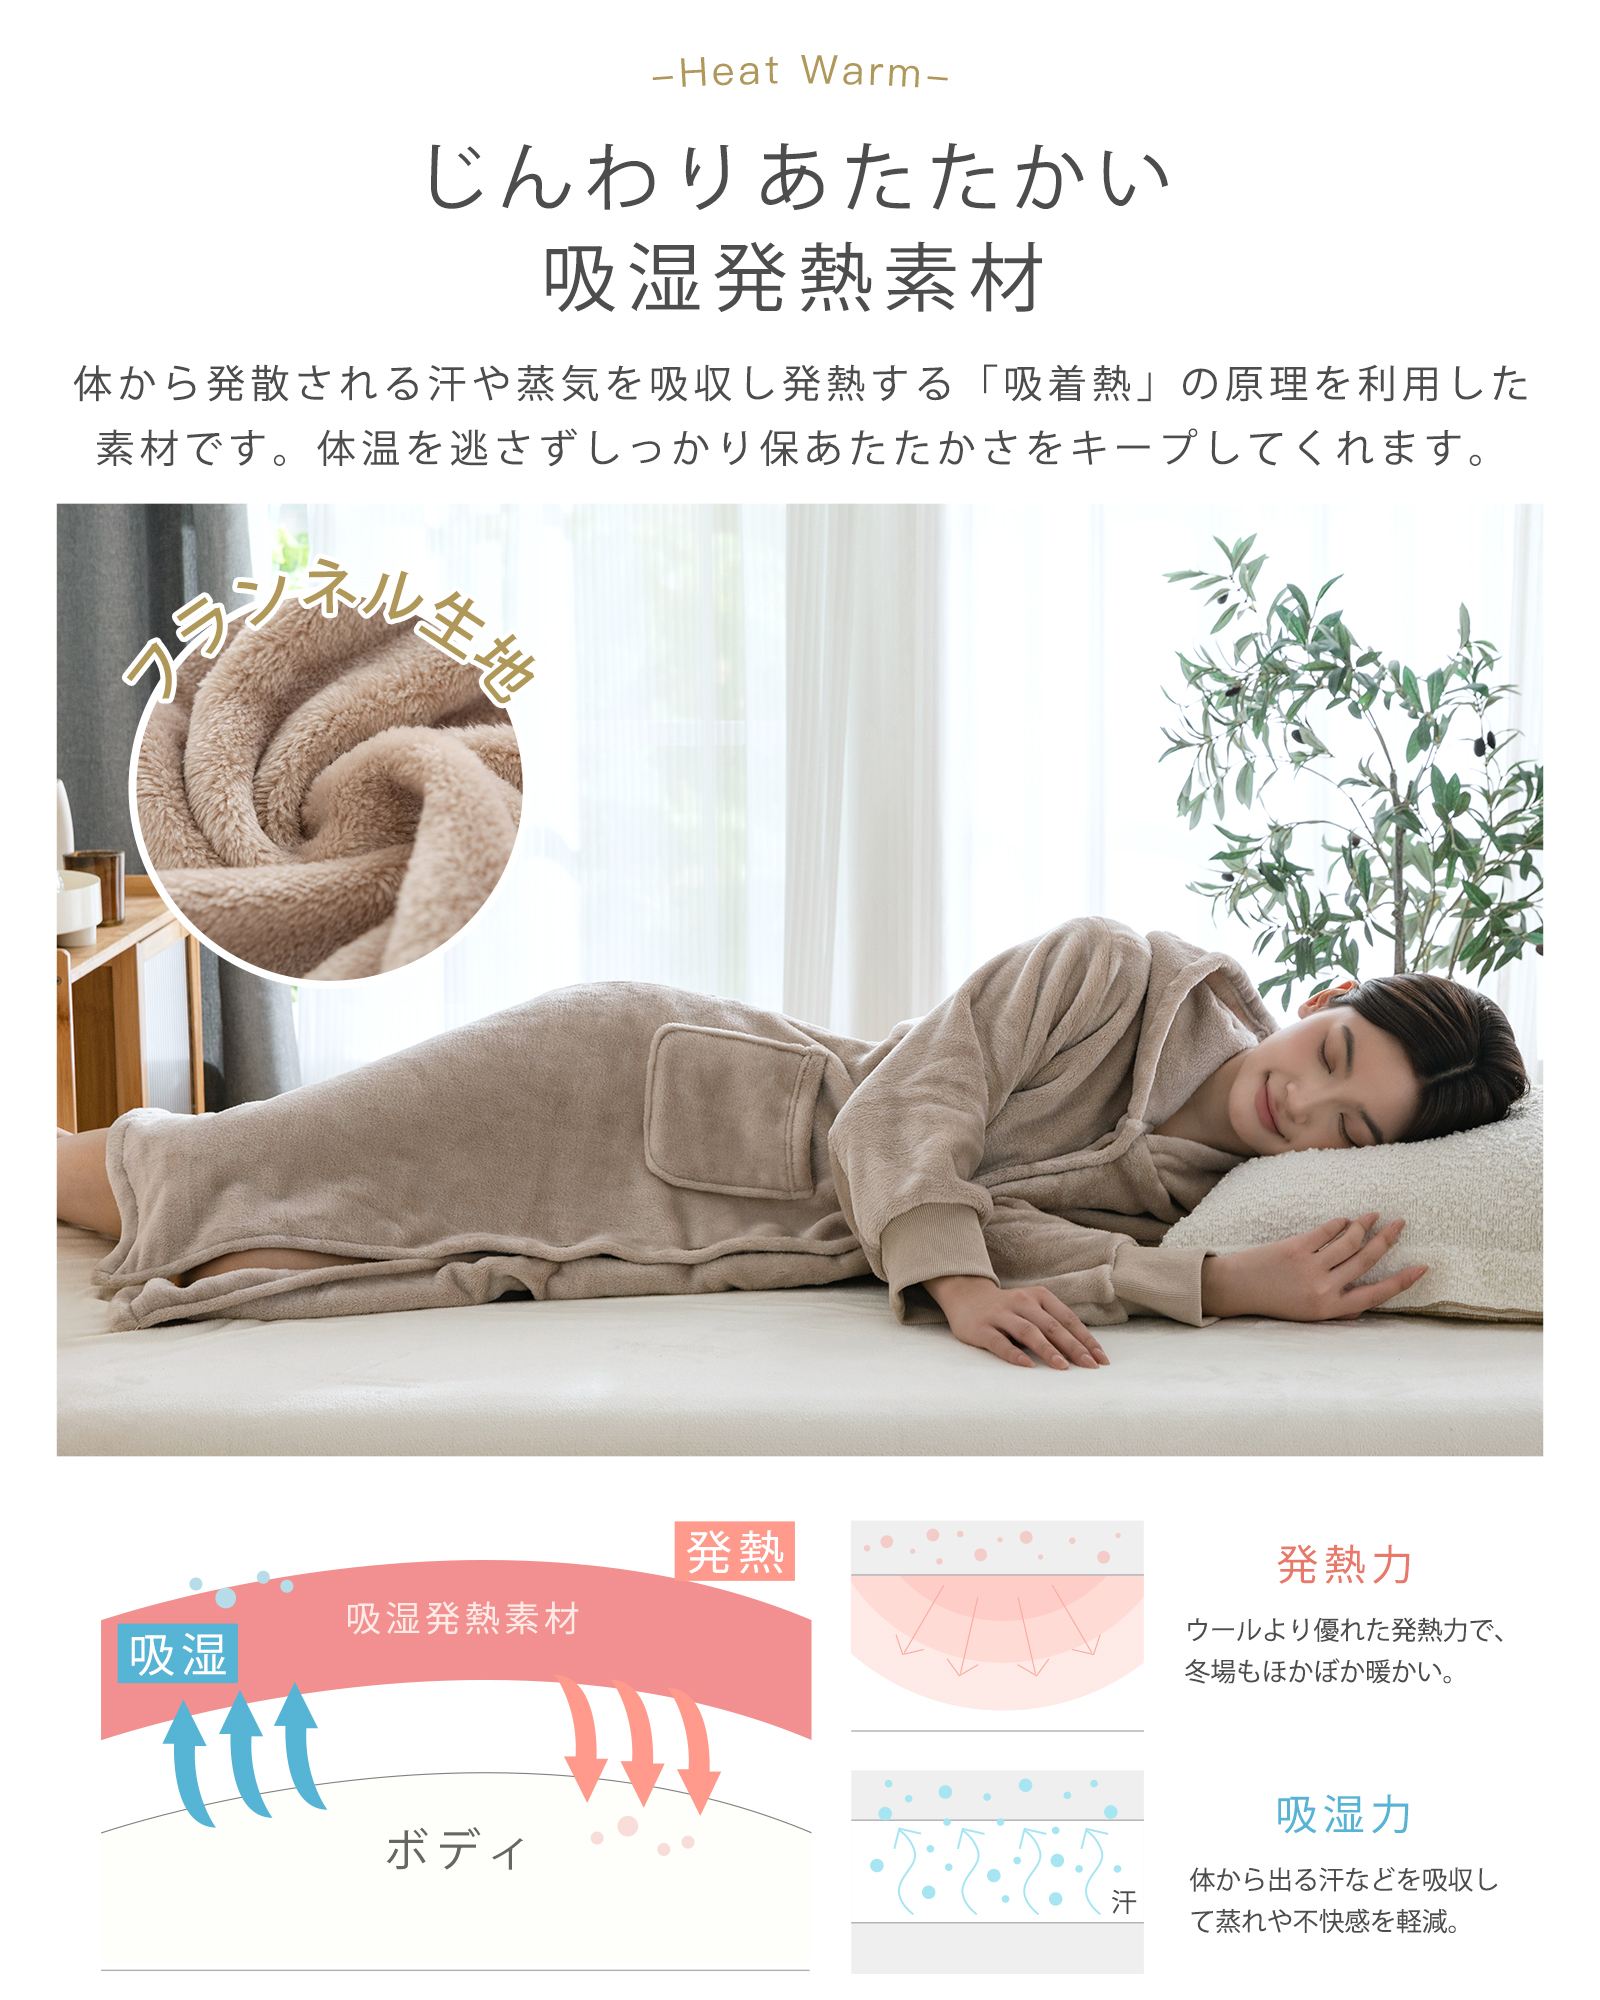 –Heat Warm–
じんわりあたたかい
吸湿発熱素材
体から発散される汗や蒸気を吸収し発熱する「吸着熱」の原理を利用した
素材です。体温を逃さずしっかり保あたたかさをキープしてくれます。
フランネル生地
発熱
吸湿発熱素材
吸湿
ボディ
発熱力
ウールより優れた発熱力で、
冬場もほかぽか暖かい。
吸湿力
体から出る汗などを吸収し
て蒸れや不快感を軽減。
汗